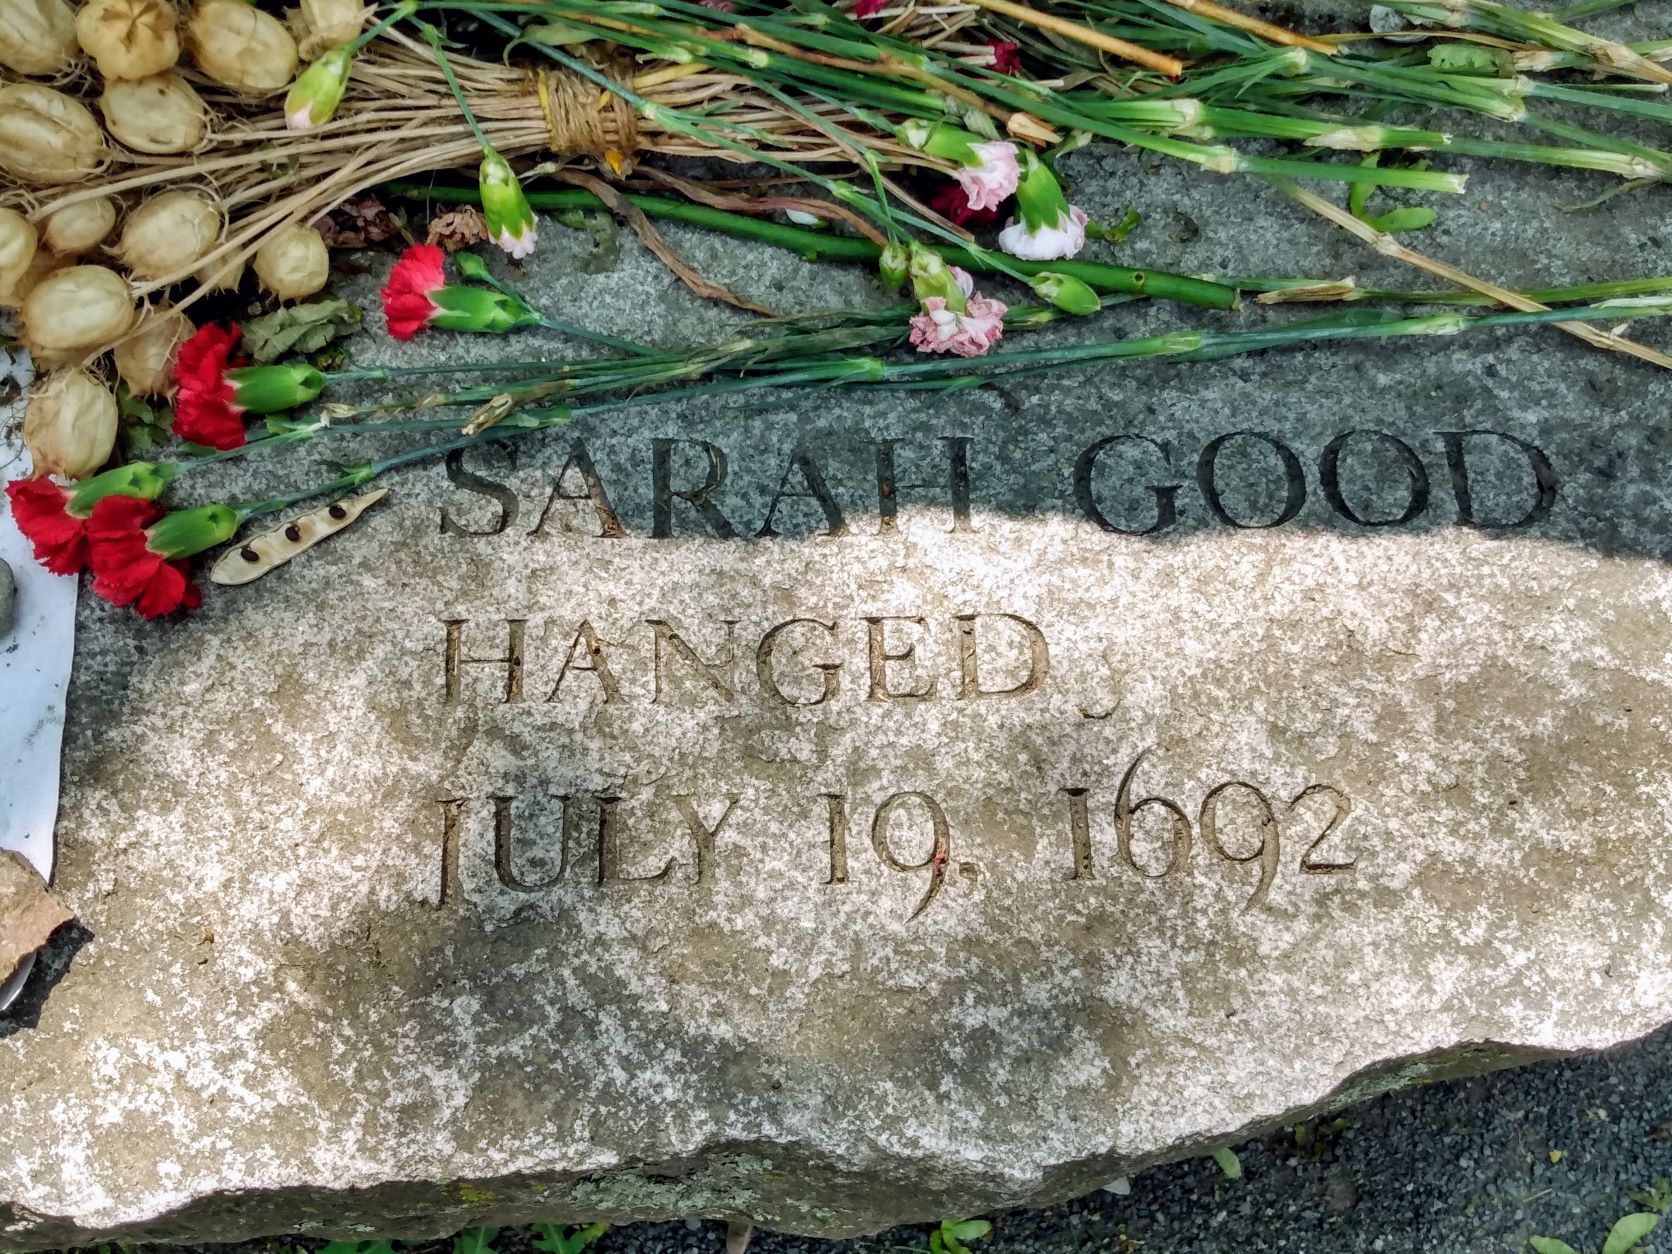 SARAH GOOD
HANGED
JULY 19, 1692